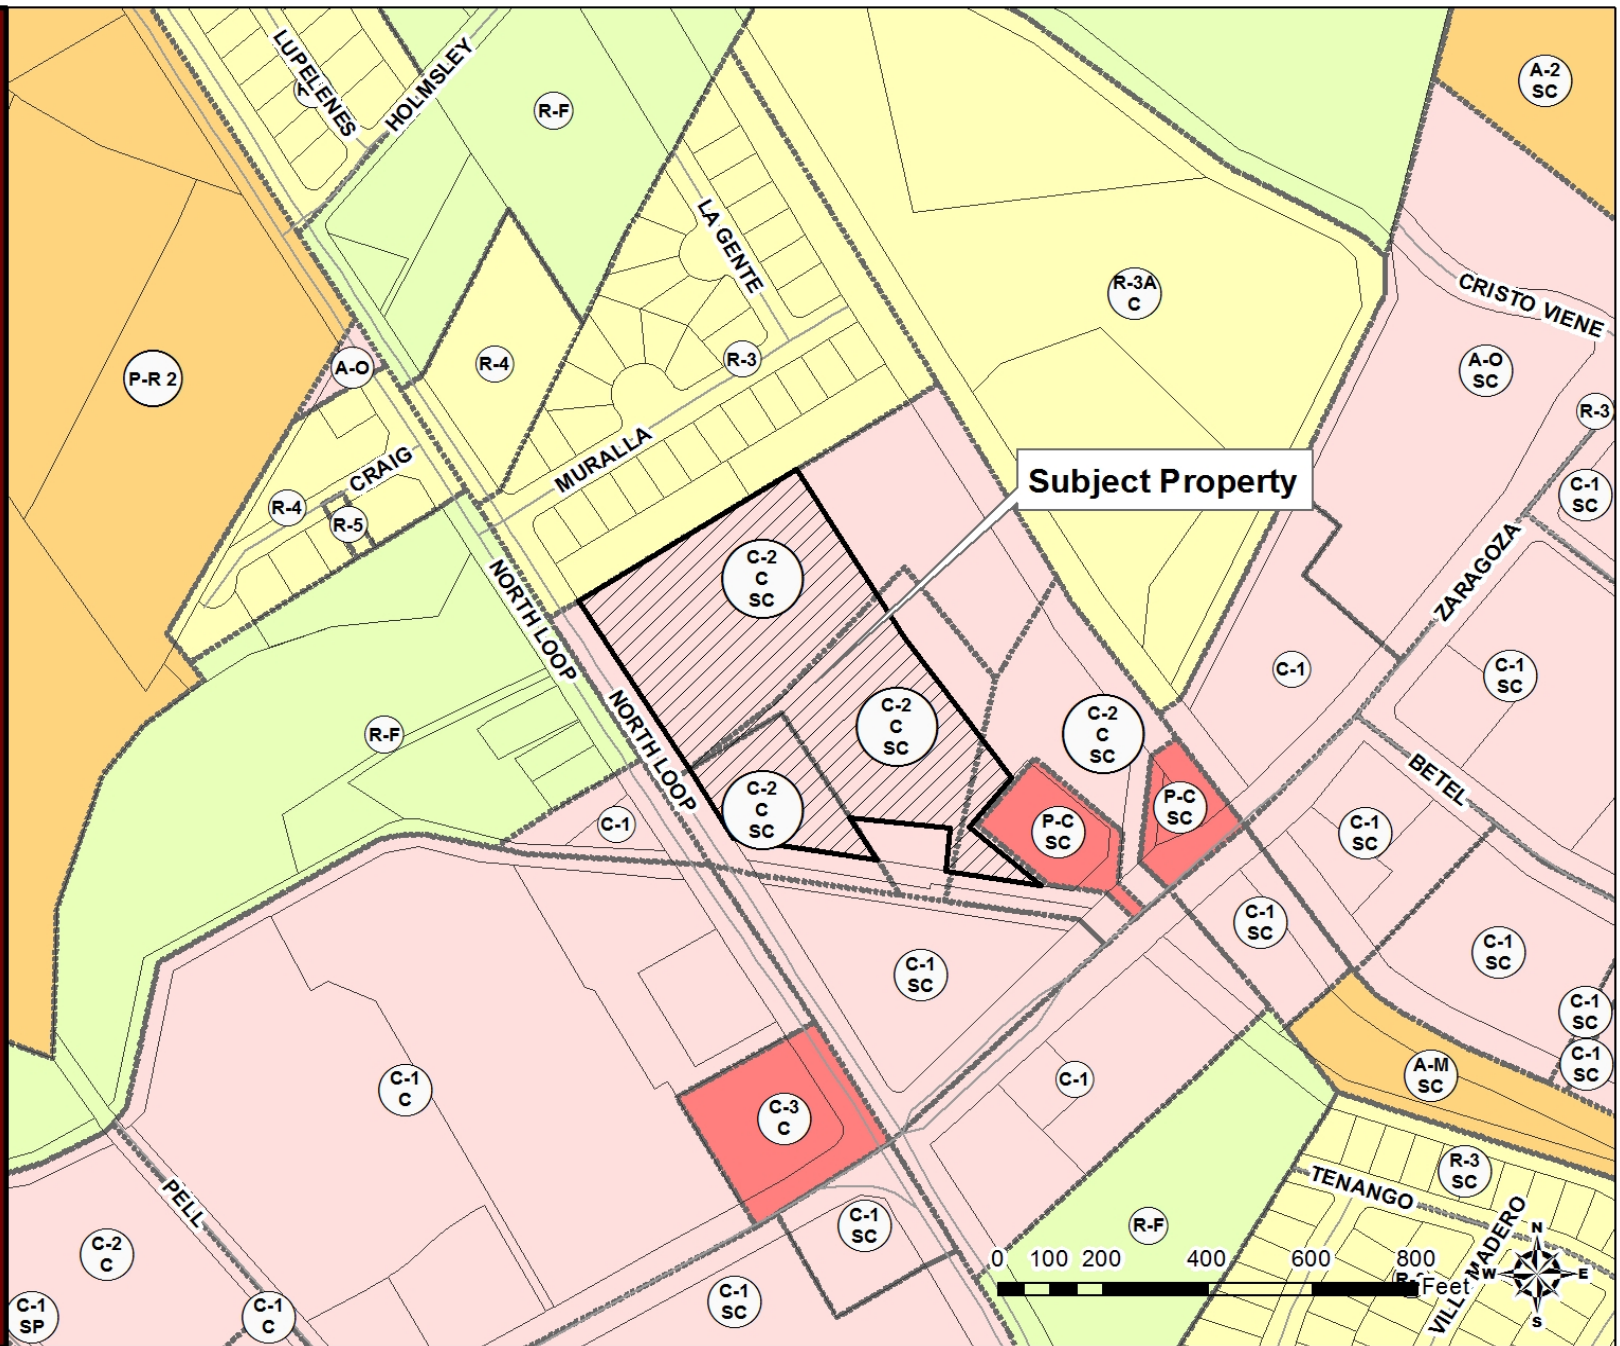 LUPE LENES
HOLMSLEY
R-F
A-2
SC
LA GENTE
R-3A
C
CRISTO VIENE
P-R 2
A-O
R-4
R-3
A-O
SC
R-3
MURALLA
CRAIG
Subject Property
C-1
SC
R-4
R-5
ZARAGOZA
NORTH LOOP
C-2
C
SC
C-1
C-1
SC
R-F
NORTH LOOP
C-2
C
SC
C-2
C
SC
BETEL
C-1
C-2
C
SC
P-C
SC
P-C
SC
C-1
SC
C-1
SC
C-1
SC
C-1
SC
C-1
SC
C-1
SC
C-1
C
C-1
A-M
SC
C-3
C
R-3
SC
TENANGO
PELL
C-1
SC
R-F
MADERO
VILL
N
W
E
S
C-2
C
0 100 200 400 600 800
Feet
C-1
SP
C-1
C
C-1
SC